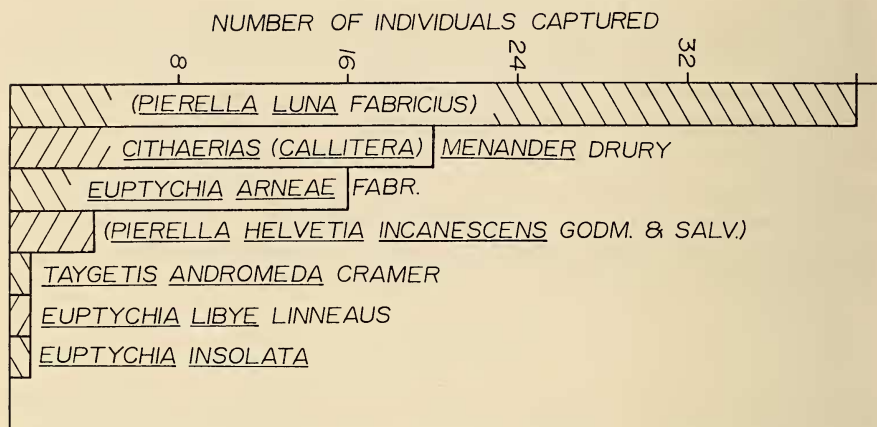 NUMBER OF INDIVIDUALS CAPTURED
8 16 24 32
(PIERELLA LUNA FABRICIUS)
CITHAERIAS (CALLITERA) MENANDER DRURY
EUPTYCHIA ARNEAE FABR.
(PIERELLA HELVETIA INCANESCENS GODM. & SALV.)
TAYGETIS ANDROMEDA CRAMER
EUPTYCHIA LIBYE LINNEAUS
EUPTYCHIA INSOLATA